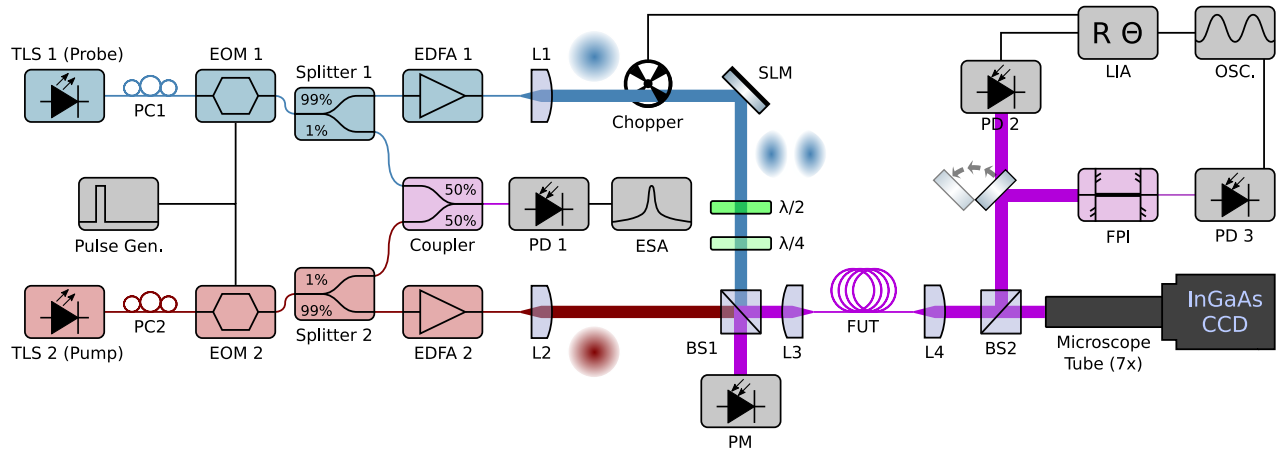 TLS 1 (Probe)
PC1
EOM 1
Splitter 1
99%
1%
EDFA 1
L1
Chopper
SLM
PD 2
R Θ
LIA
OSC.
Pulse Gen.
50%
50%
Coupler
PD 1
ESA
λ/2
λ/4
FPI
PD 3
TLS 2 (Pump)
PC2
EOM 2
1%
99%
Splitter 2
EDFA 2
L2
BS1
PM
L3
FUT
L4
BS2
Microscope
Tube (7x)
InGaAs
CCD